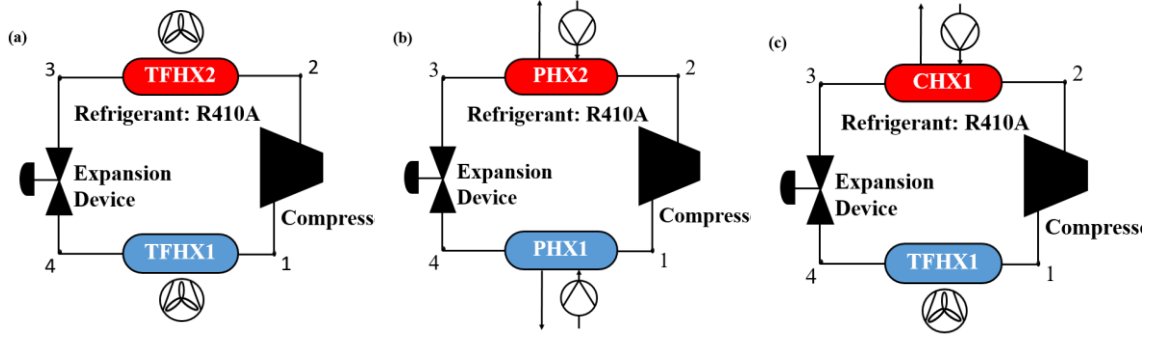 (a)
TFHX2
3
2
Refrigerant: R410A
Expansion
Device
Compress
TFHX1
4
1
(b)
PHX2
3
2
Refrigerant: R410A
Expansion
Device
Compress
PHX1
4
1
(c)
CHX1
3
2
Refrigerant: R410A
Expansion
Device
Compress
TFHX1
4
1